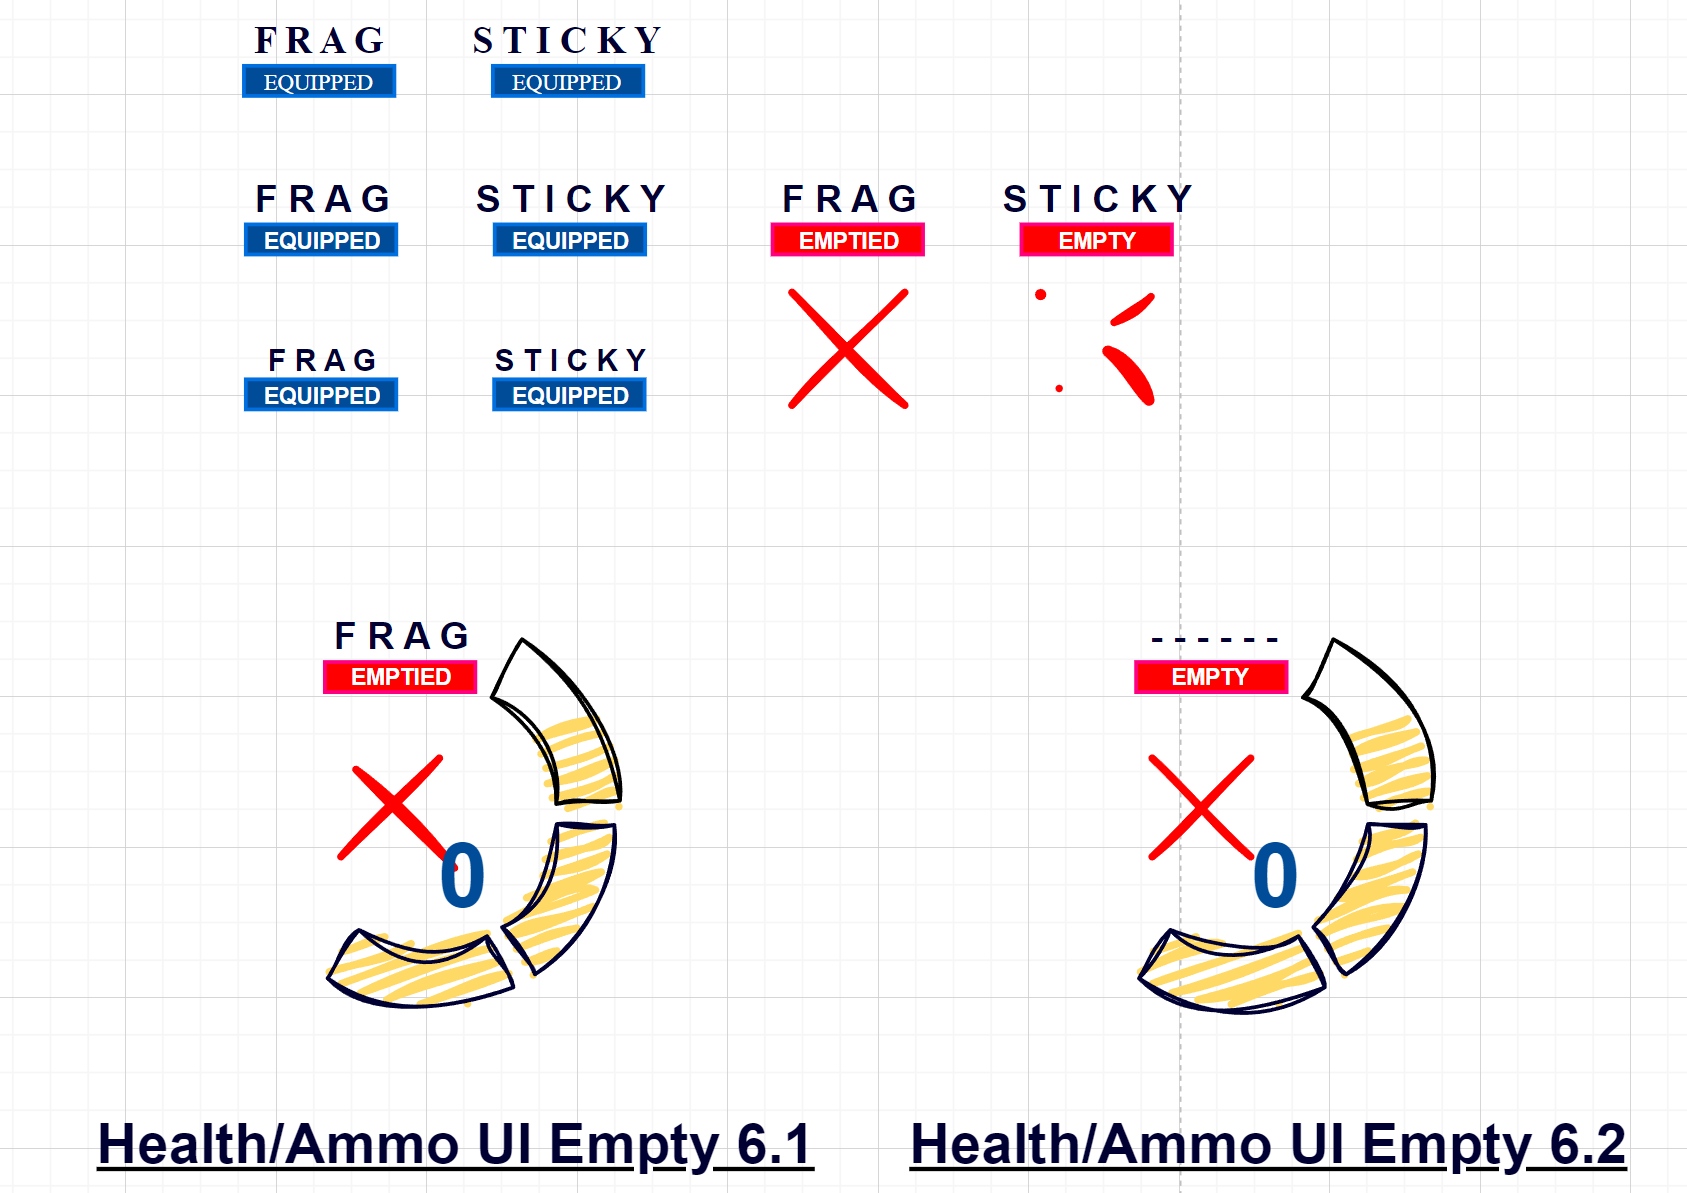 FRAG STICKY
EQUIPPED EQUIPPED
FRAG STICKY FRAG STICKY
EQUIPPED EQUIPPED EMPTIED EMPTY
FRAG STICKY
EQUIPPED EQUIPPED
FRAG ------
EMPTIED EMPTY
0 0
Health/Ammo UI Empty 6.1 Health/Ammo UI Empty 6.2